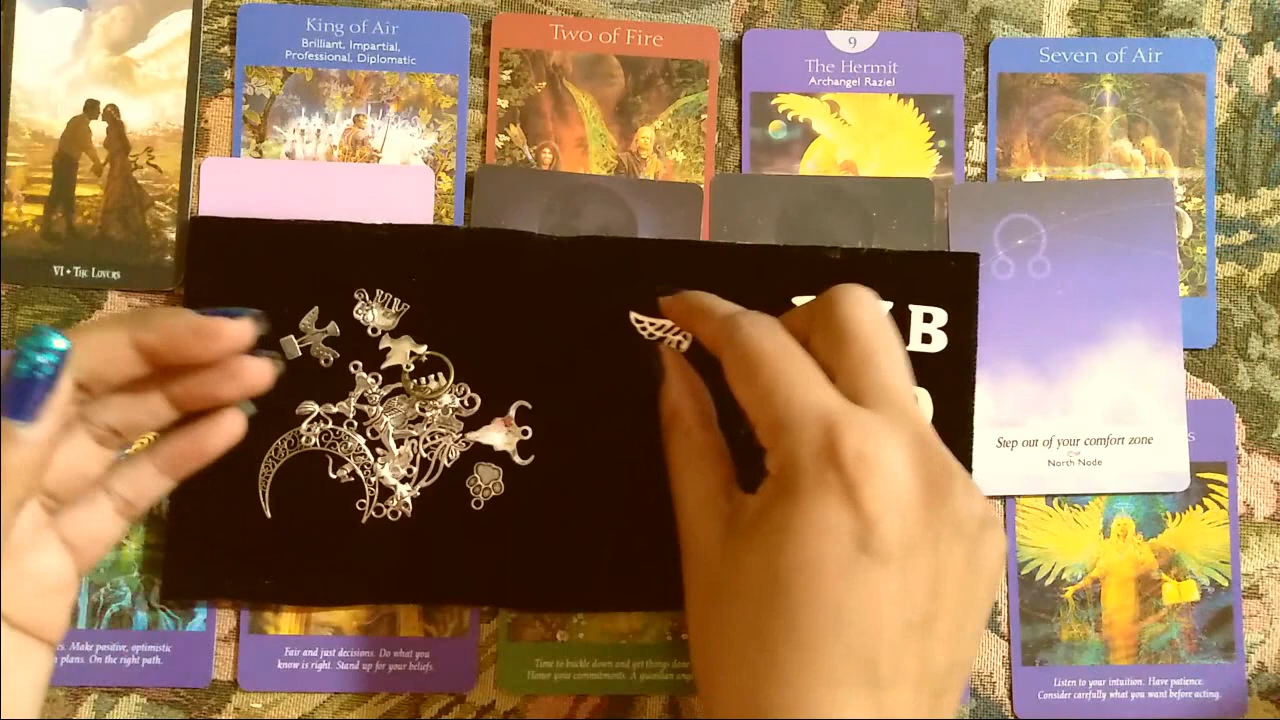 King of Air
Brilliant, Impartial,
Professional, Diplomatic
Two of Fire
9
The Hermit
Archangel Raziel
Seven of Air
VI • The Lovers
B
Step out of your comfort zone
North Node
Make positive, optimistic
plans. On the right path.
Fair and just decisions. Do what you
know is right. Stand up for your beliefs.
Time to buckle down and get things done
Honor your commitments. A guardian
Listen to your intuition. Have patience.
Consider carefully what you want before acting.